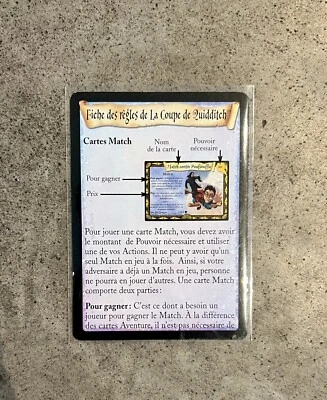 Fiche des règles de La Coupe de Quidditch
Cartes Match
Nom
de la carte
Pouvoir
nécessaire
Pour gagner
Prix
Pour jouer une carte Match, vous devez avoir
le montant de Pouvoir nécessaire et utiliser
une de vos Actions. Il ne peut y avoir qu'un
seul Match en jeu à la fois. Ainsi, si votre
adversaire a déjà un Match en jeu, personne
ne pourra en jouer d'autres. Une carte Match
comporte deux parties :
Pour gagner : C'est ce dont a besoin un
joueur pour gagner le Match. À la différence
des cartes Aventure, il n'est pas nécessaire de